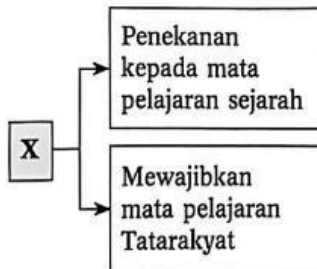 Penekanan
kepada mata
pelajaran sejarah
X
Mewajibkan
mata pelajaran
Tatarakyat